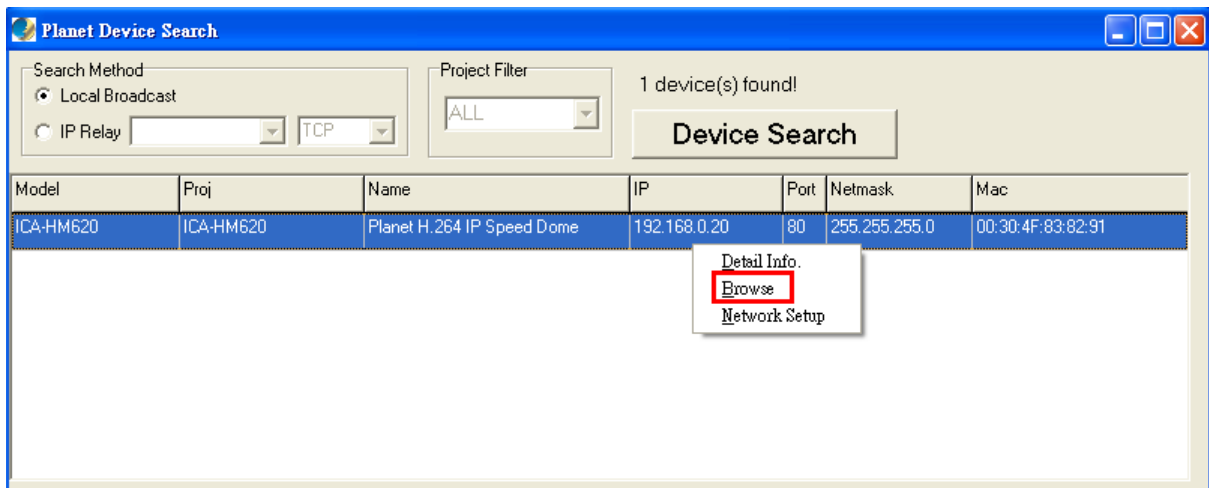 Planet Device Search
Search Method
Local Broadcast
IP Relay TCP
Project Filter
ALL
1 device(s) found!
Device Search
Model Proj Name IP Port Netmask Mac
ICA-HM620 ICA-HM620 Planet H.264 IP Speed Dome 192.168.0.20 80 255.255.255.0 00:30:4F:83:82:91
Detail Info.
Browse
Network Setup